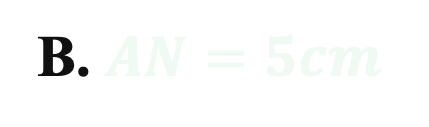 B. AN = 5cm